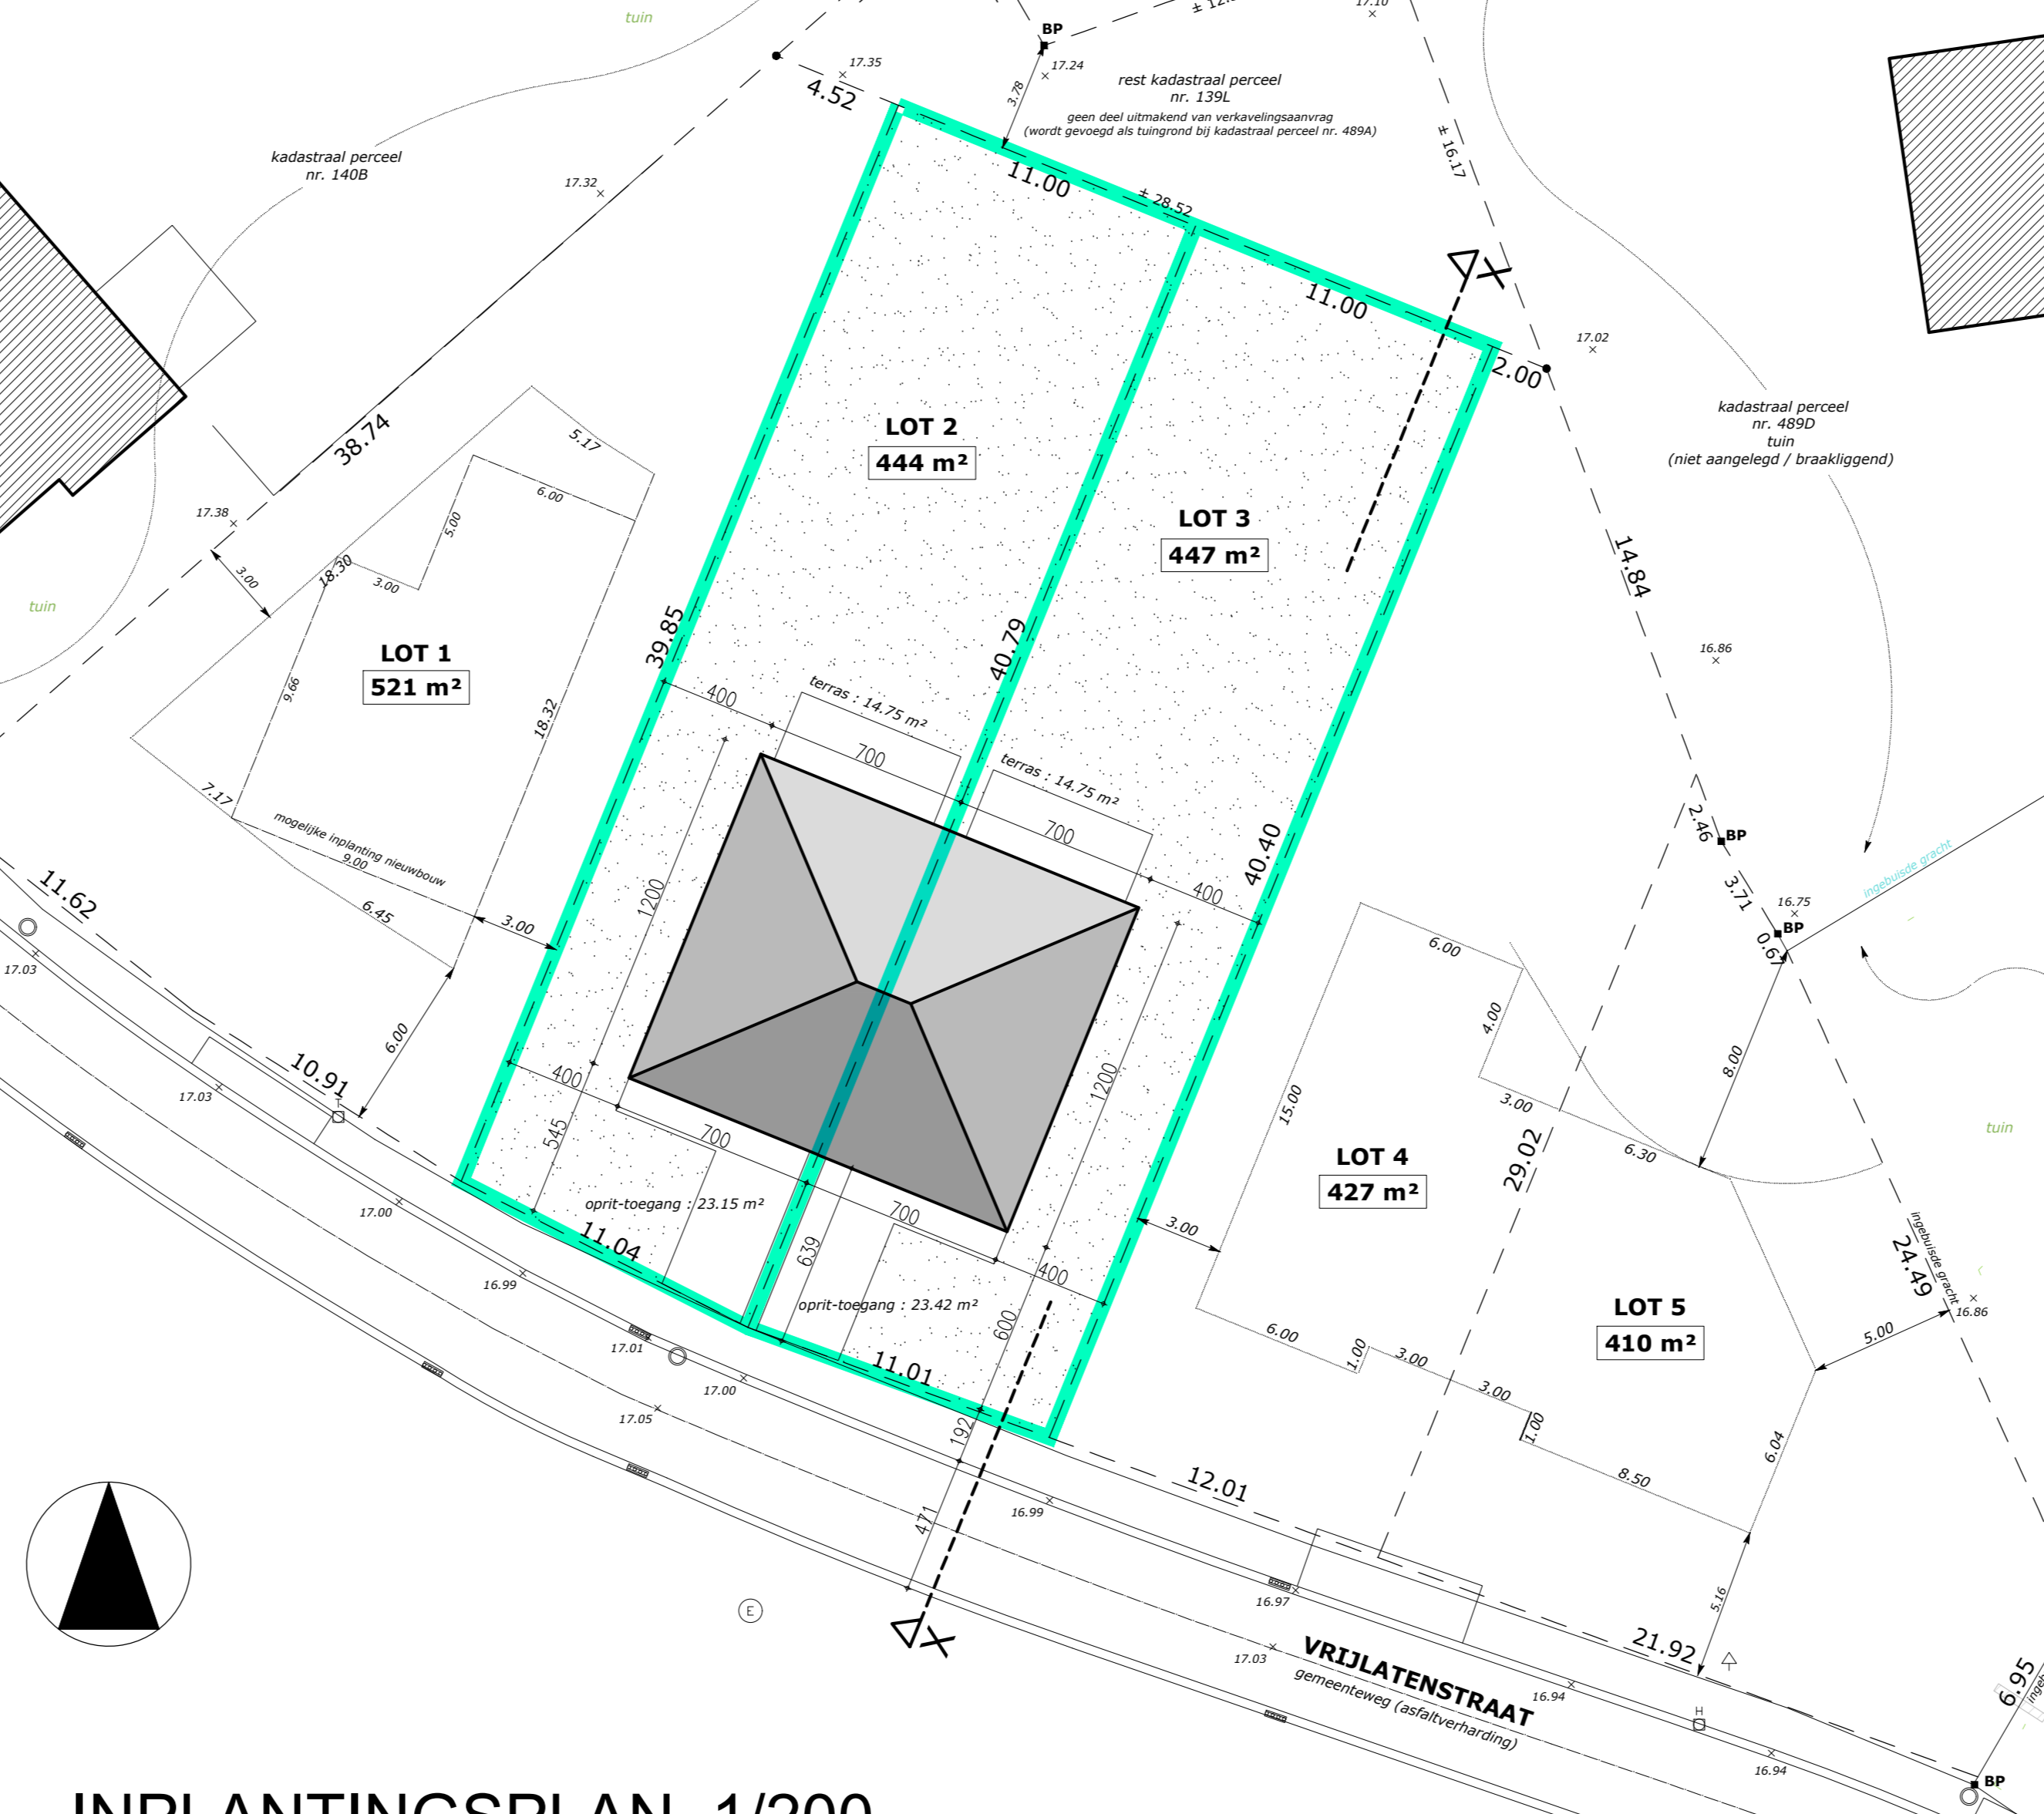 tuin
17.10
BP
17.35
17.24
4.52
3.78
rest kadastraal perceel
nr. 139L
geen deel uitmakend van verkavelingsaanvrag
(wordt gevoegd als tuingrond bij kadastraal perceel nr. 489A)
± 16.17
kadastraal perceel
nr. 140B
17.32
11.00
± 28.52
X
11.00
17.02
2.00
38.74
5.17
6.00
5.00
LOT 2
444 m²
kadastraal perceel
nr. 489D
tuin
(niet aangelegd / braakliggend)
17.38
3.00
18.30
3.00
LOT 3
447 m²
14.84
tuin
LOT 1
521 m²
39.85
40.79
16.86
9.66
18.32
400
terras : 14.75 m²
700
terras : 14.75 m²
700
400
40.40
7.17
mogelijke inplanting nieuwbouw
9.00
6.45
3.00
11.62
17.03
1200
2.46
BP
3.71
16.75
BP
0.67
ingebuisde gracht
6.00
4.00
8.00
6.00
10.91
T
17.03
400
545
700
1200
15.00
3.00
6.30
tuin
LOT 4
427 m²
29.02
17.00
oprit-toegang : 23.15 m²
11.04
639
700
400
3.00
ingebuisde gracht
24.49
16.86
16.99
oprit-toegang : 23.42 m²
600
LOT 5
410 m²
5.00
17.01
17.00
11.01
6.00
1.00
3.00
3.00
1.00
17.05
192
8.50
6.04
12.01
16.99
471
16.97
5.16
E
X
VRIJLATENSTRAAT
gemeenteweg (asfaltverharding)
17.03
21.92
16.94
H
6.95
16.94
BP
INPLANTINGSPLAN 1/200